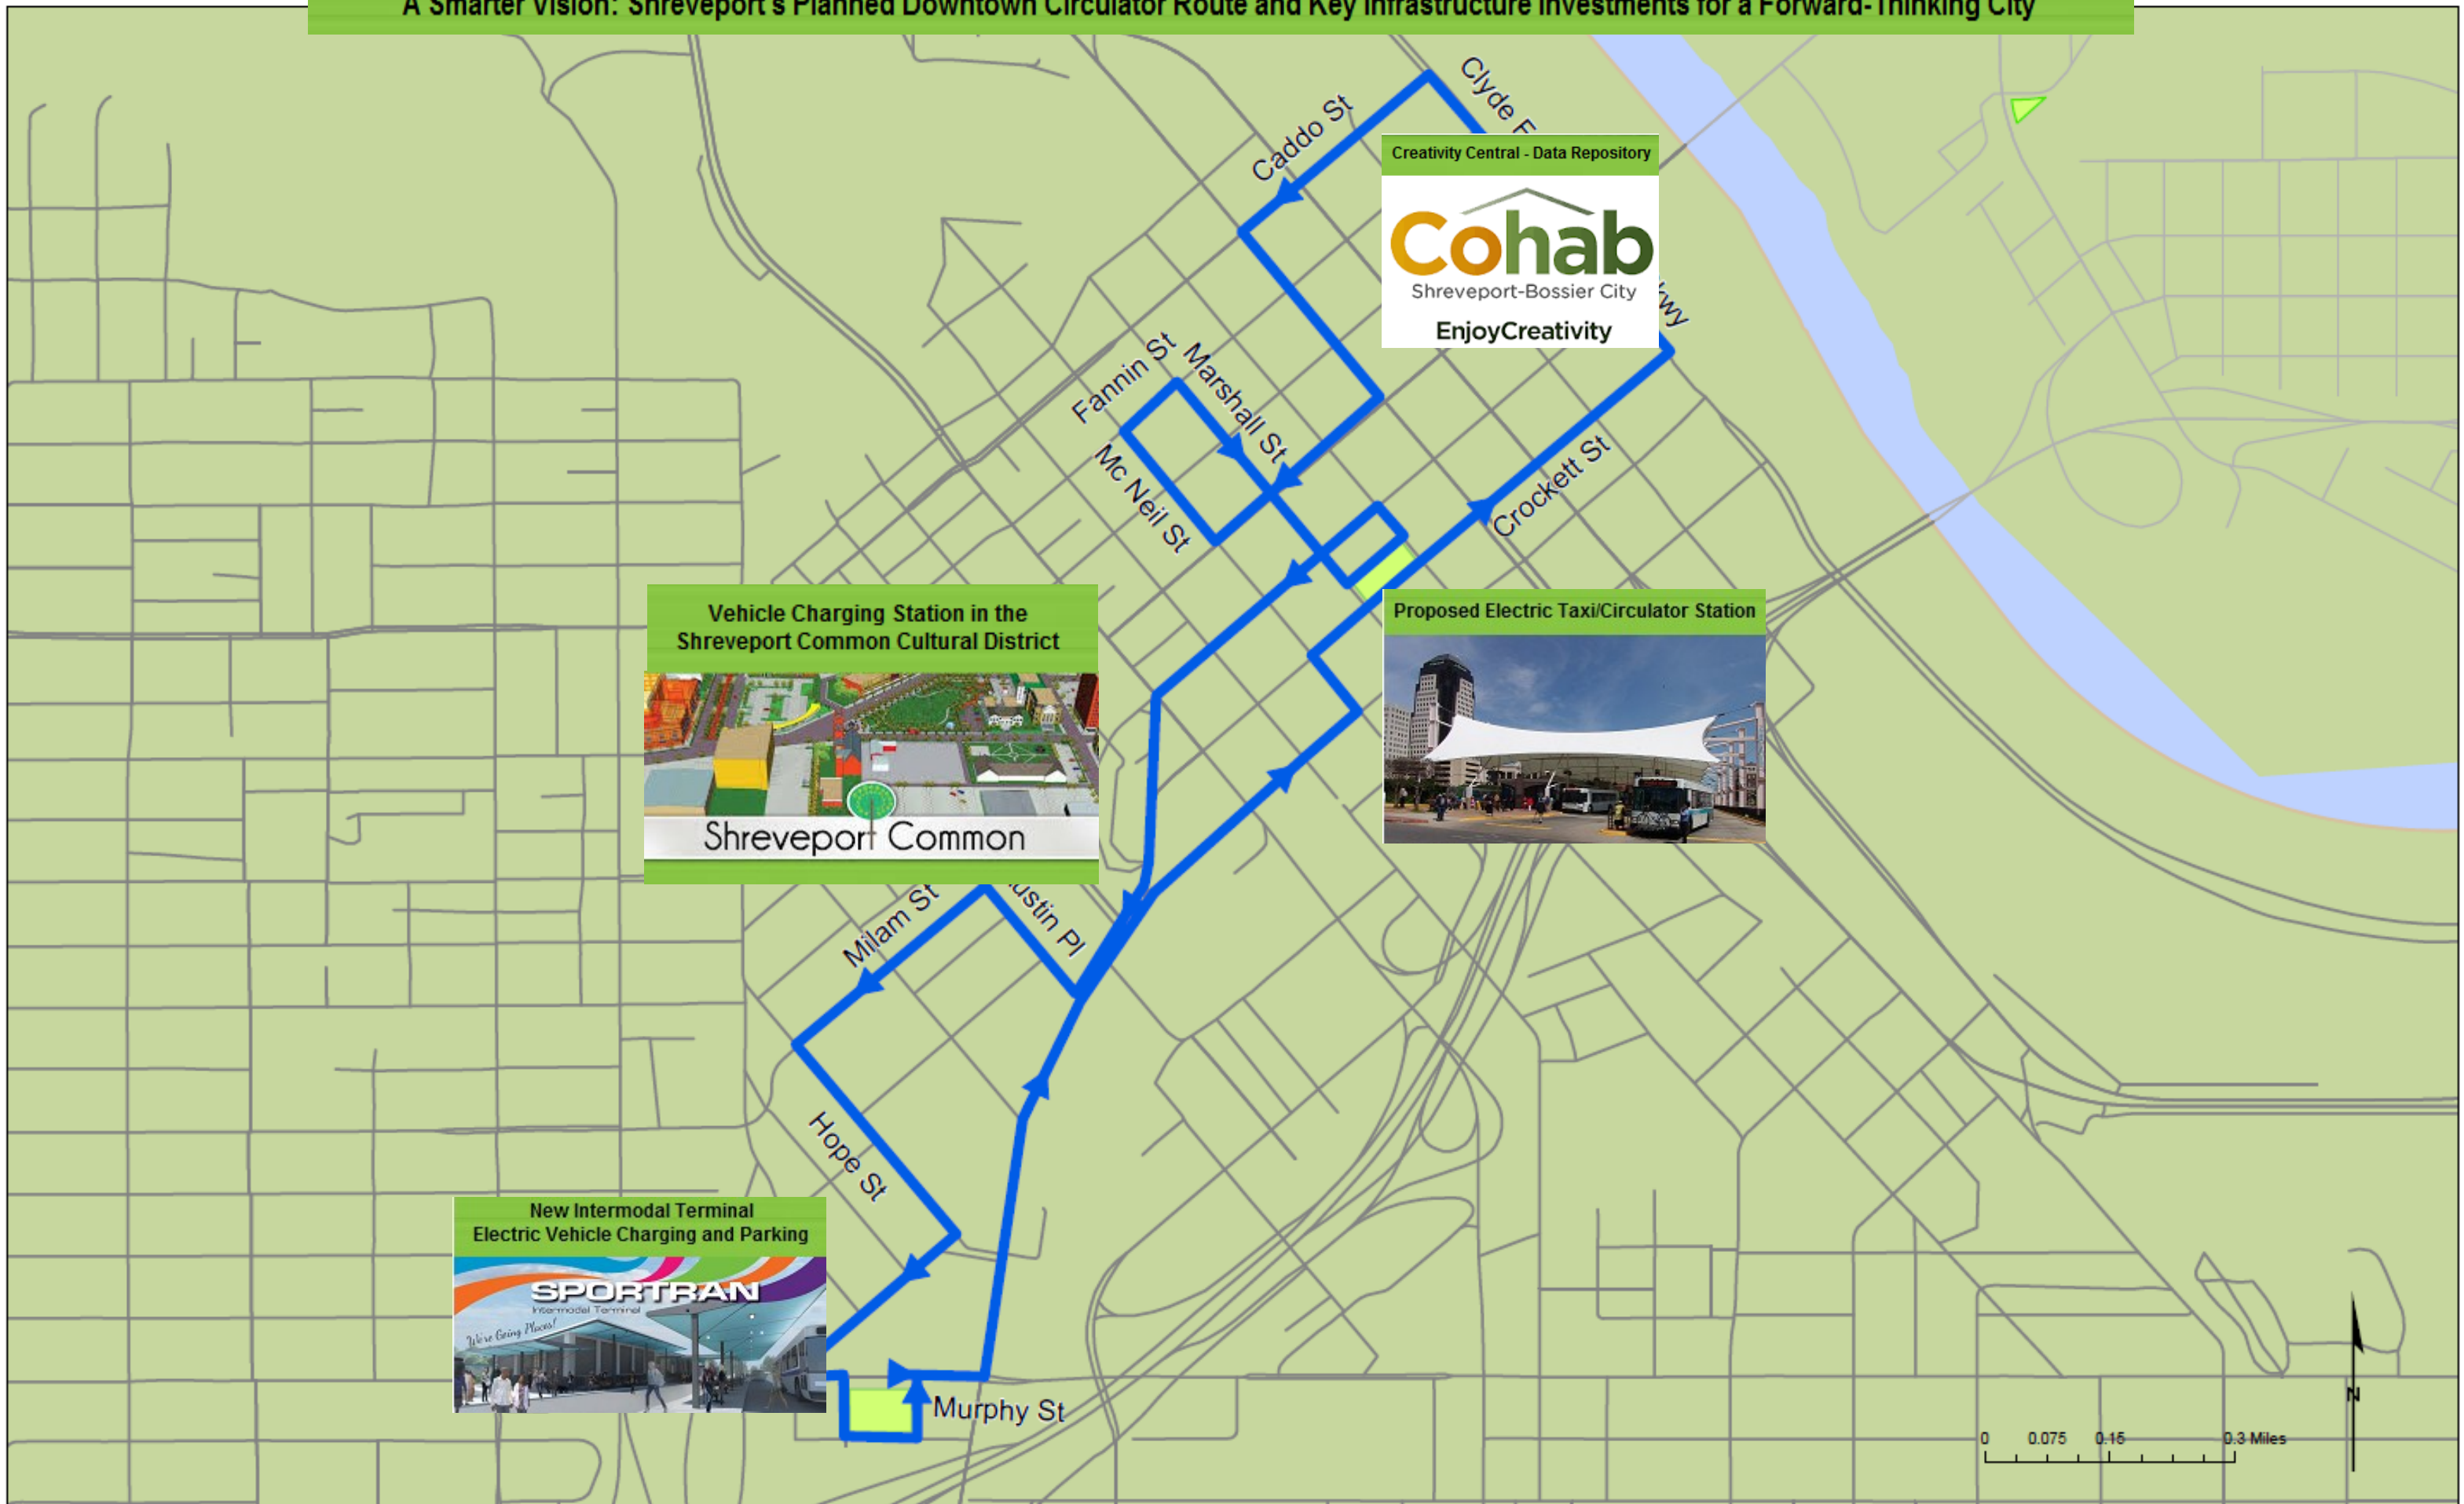 A Smarter Vision: Shreveport's Planned Downtown Circulator Route and Key Infrastructure Investments for a Forward-Thinking City
Clyde F
Caddo St
Creativity Central - Data Repository
Cohab
Shreveport-Bossier City
EnjoyCreativity
kwy
Fannin St
Marshall St
Mc Neil St
Crockett St
Vehicle Charging Station in the
Shreveport Common Cultural District
Shreveport Common
Proposed Electric Taxi/Circulator Station
Milam St
ustin Pl
Hope St
New Intermodal Terminal
Electric Vehicle Charging and Parking
SPORTRAN
Intermodal Terminal
We're Going Places!
Murphy St
N
0 0.075 0.15 0.3 Miles